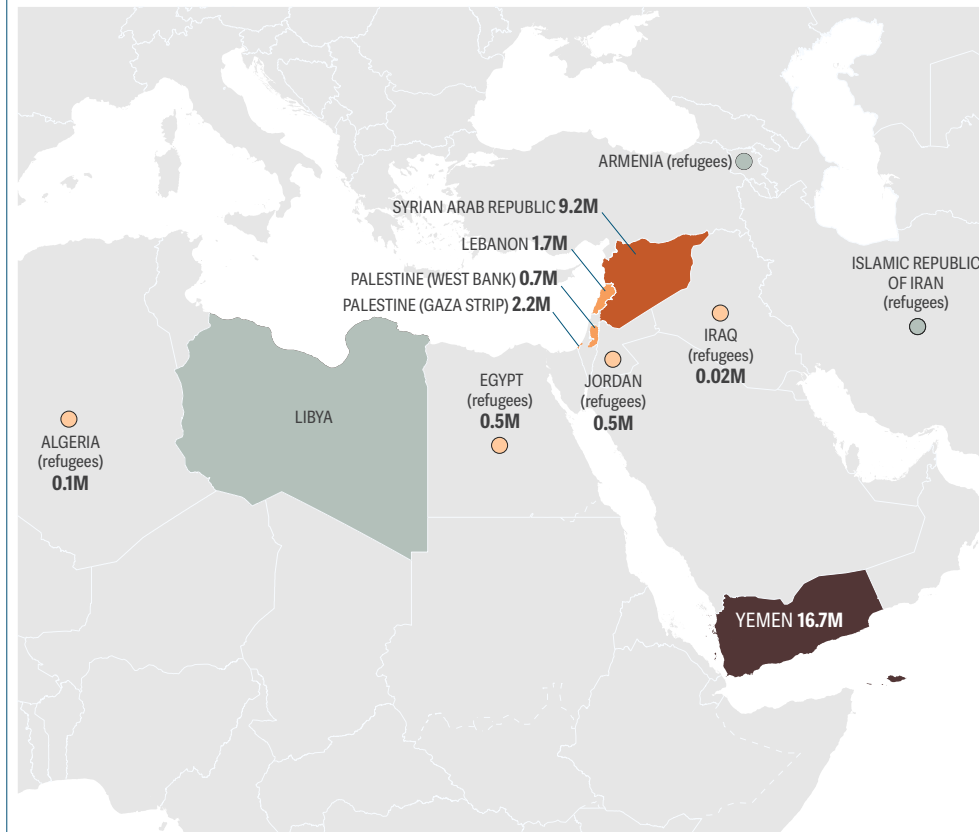 ARMENIA (refugees)
SYRIAN ARAB REPUBLIC 9.2M
LEBANON 1.7M
PALESTINE (WEST BANK) 0.7M
PALESTINE (GAZA STRIP) 2.2M
ISLAMIC REPUBLIC
OF IRAN
(refugees)
IRAQ
(refugees)
0.02M
EGYPT
(refugees)
0.5M
JORDAN
(refugees)
0.5M
LIBYA
ALGERIA
(refugees)
0.1M
YEMEN 16.7M